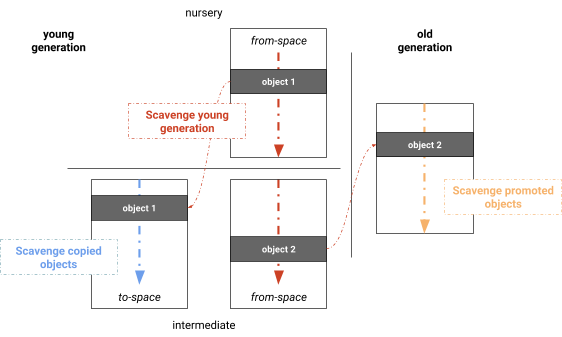 nursery
young
generation
from-space
old
generation
object 1
Scavenge young
generation
object 2
object 1
Scavenge promoted
objects
Scavenge copied
objects
object 2
to-space
from-space
intermediate